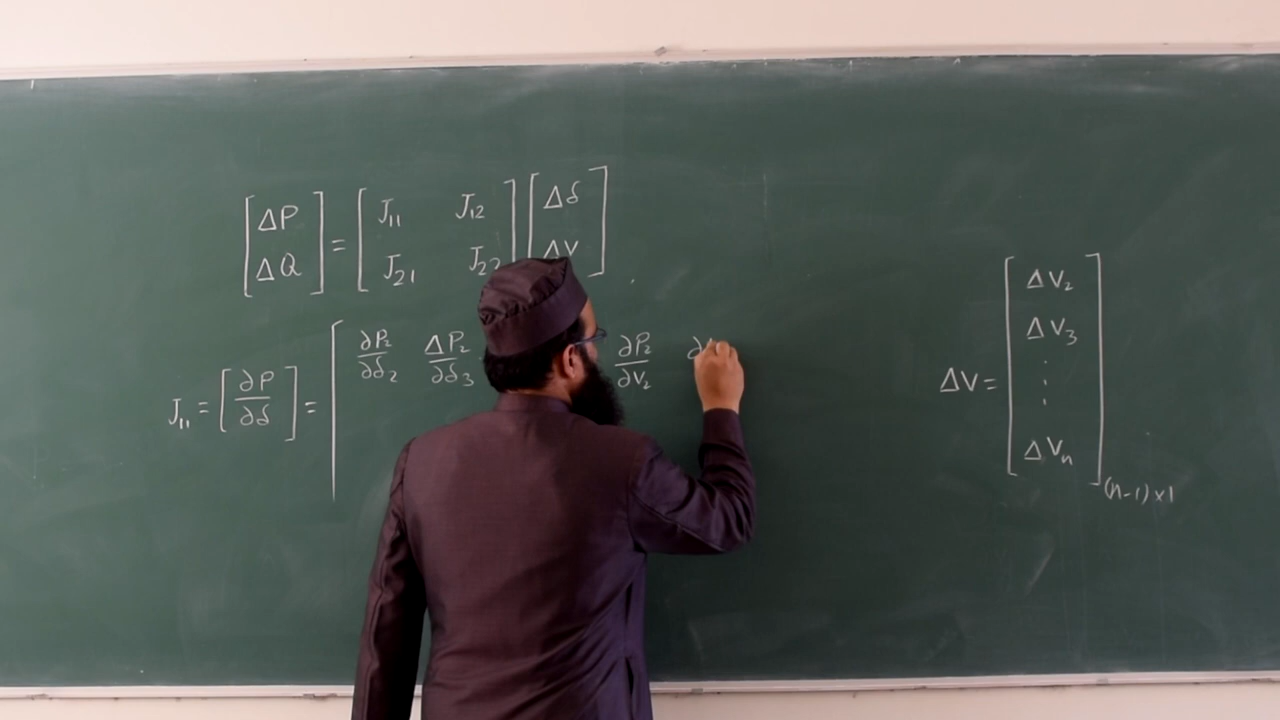 [ΔP ΔQ] = [J₁₁ J₁₂ J₂₁ J₂₂] [Δδ ΔV]
J₁₁ = [∂P/∂δ] = [∂P₂/∂δ₂ ΔP₂/∂δ₃ ∂P₂/∂V₂
ΔV = [ΔV₂ ΔV₃ ⋮ ΔVₙ] (n-1)×1